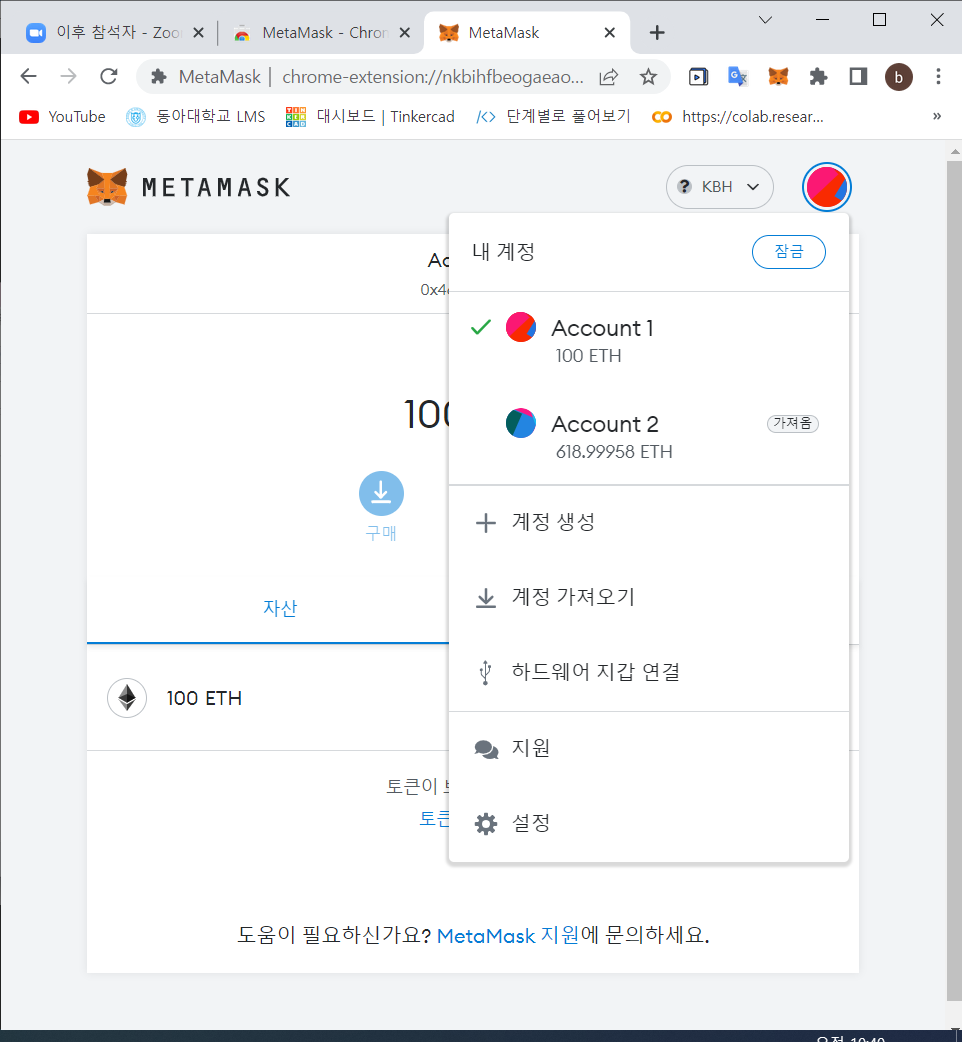 이후 참석자 - Zoo
MetaMask - Chron
MetaMask
MetaMask | chrome-extension://nkbihfbeogaeao...
b
YouTube
동아대학교 LMS
TINKERCAD
대시보드 | Tinkercad
단계별로 풀어보기
https://colab.resear...
»
METAMASK
? KBH
내 계정
잠금
0x4
Account 1
100 ETH
100
Account 2
가져옴
618.99958 ETH
구매
계정 생성
계정 가져오기
자산
하드웨어 지갑 연결
100 ETH
지원
토큰이
토큰
설정
도움이 필요하신가요? MetaMask 지원에 문의하세요.